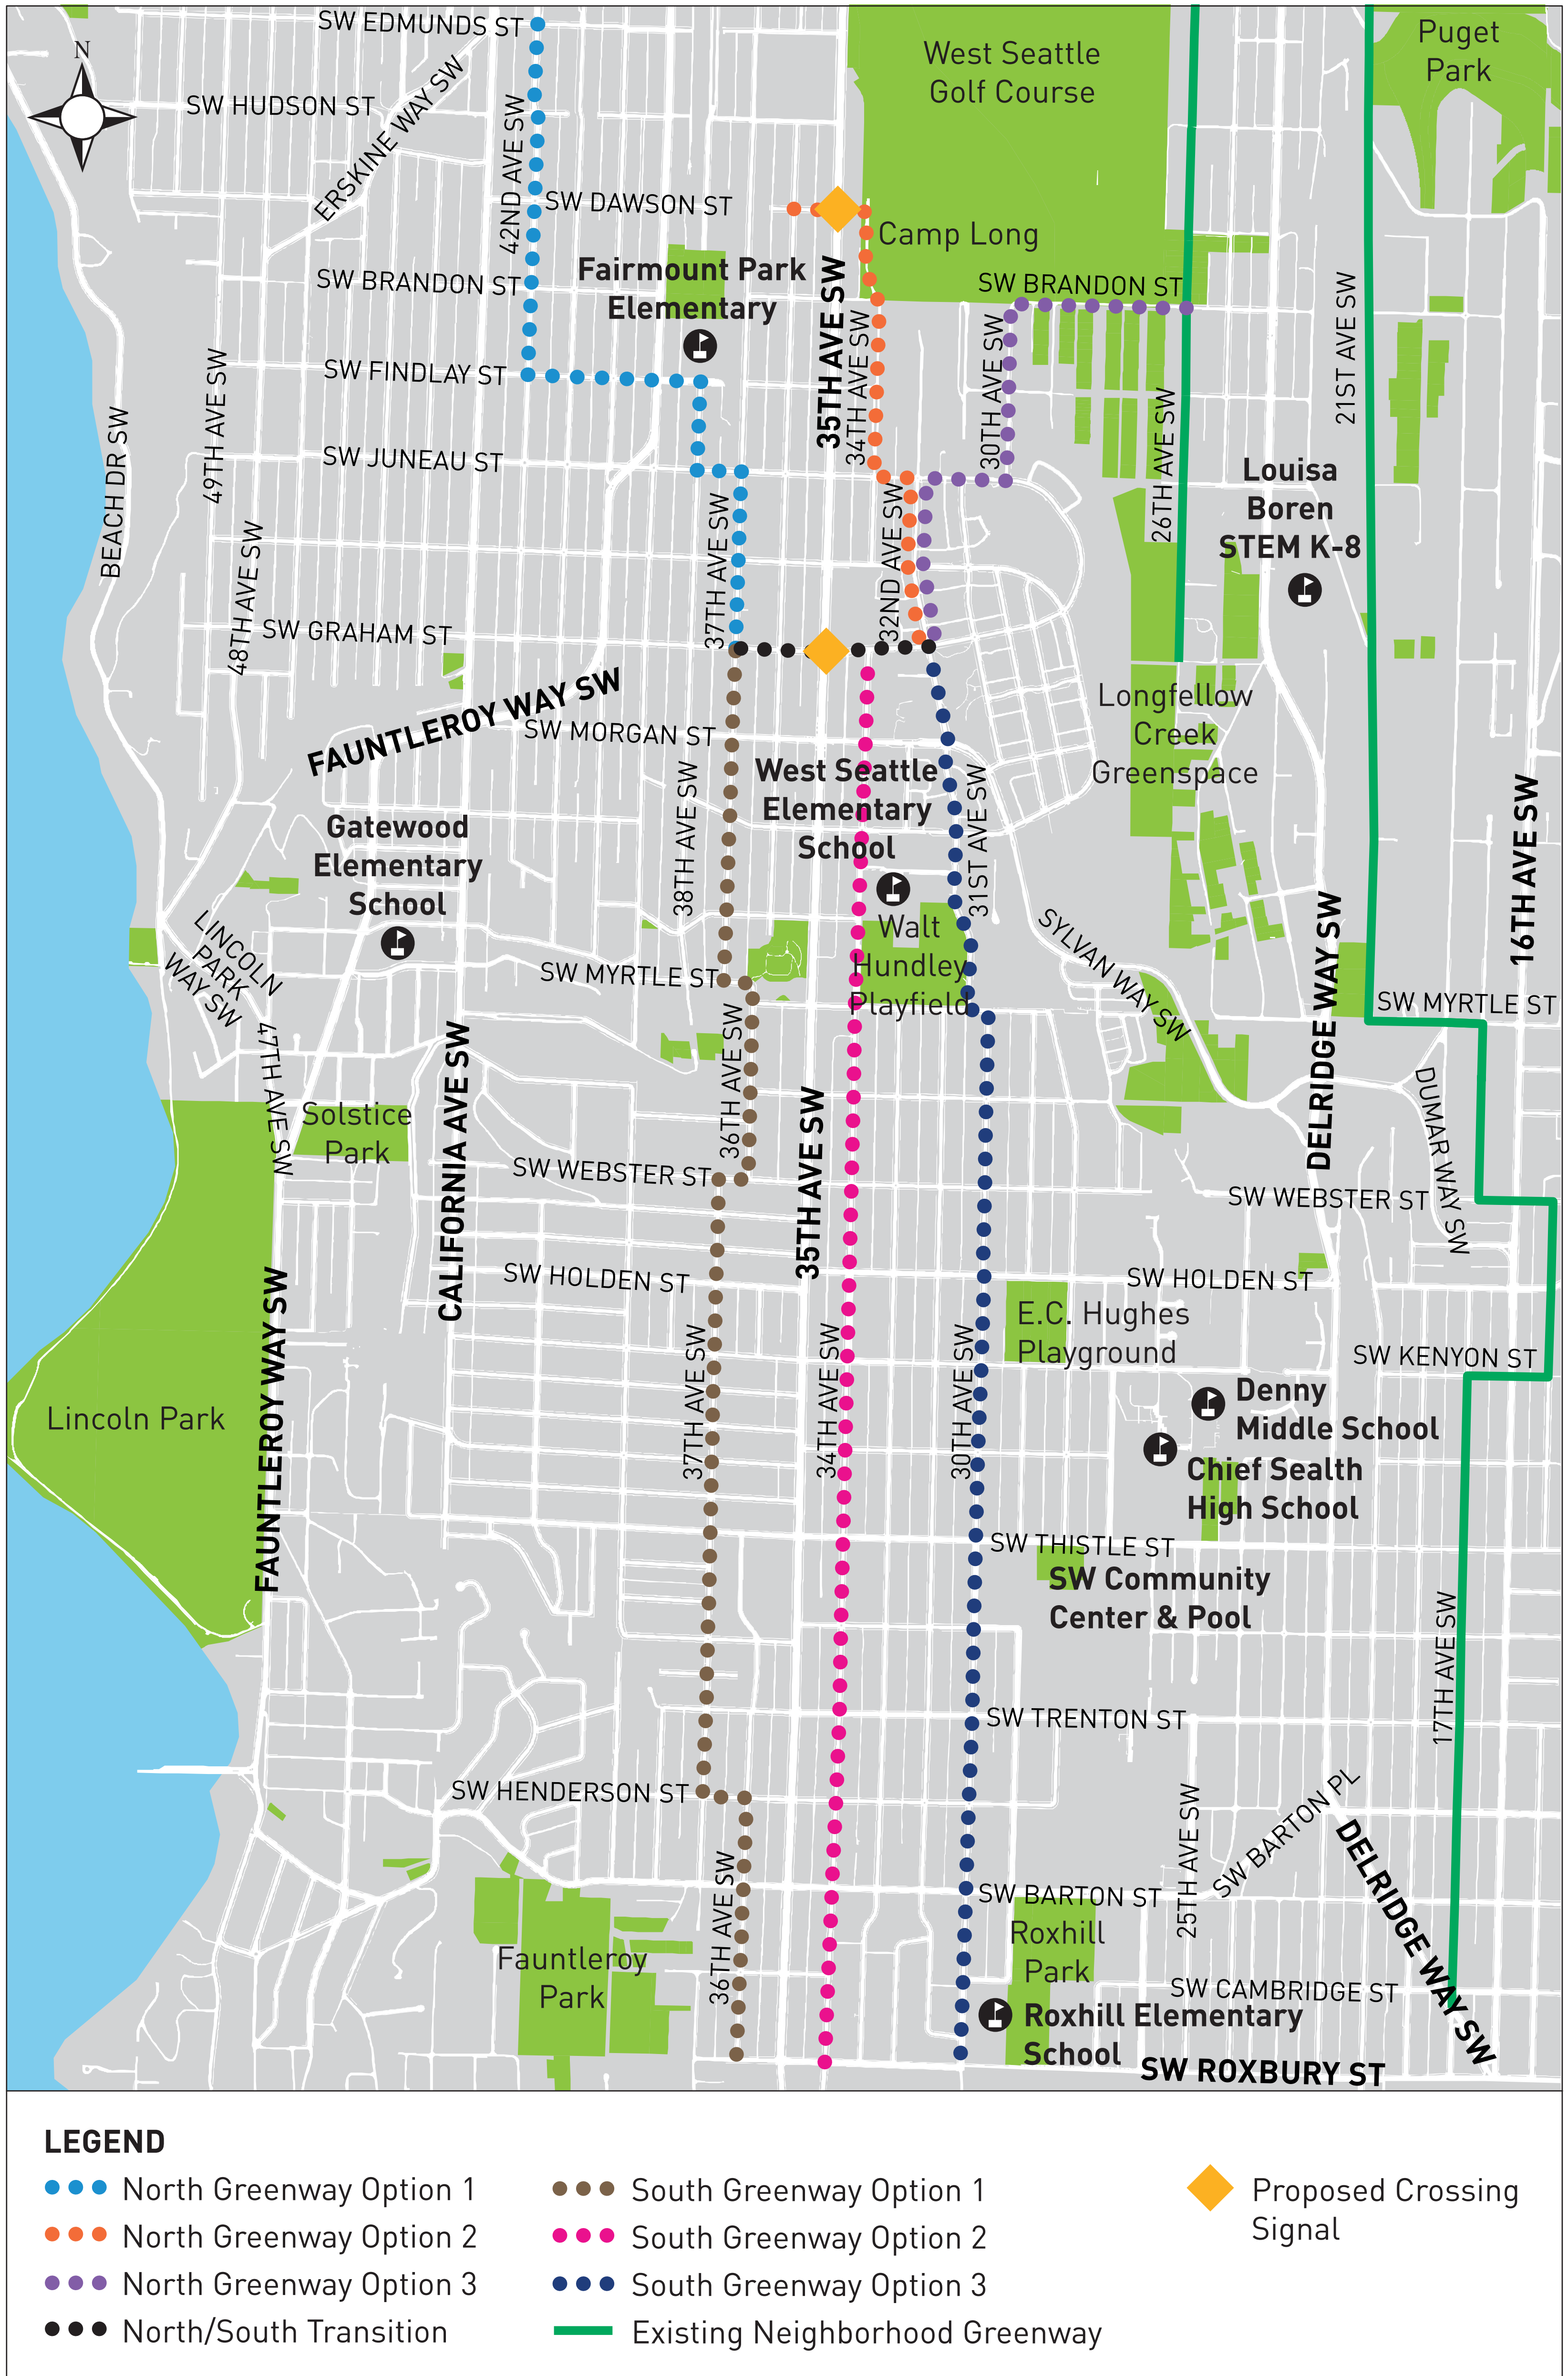 SW EDMUNDS ST
N
SW HUDSON ST
ERSKINE WAY SW
42ND AVE SW
West Seattle
Golf Course
Puget
Park
SW DAWSON ST
Camp Long
SW BRANDON ST
Fairmount Park
Elementary
35TH AVE SW
SW BRANDON ST
21ST AVE SW
34TH AVE SW
30TH AVE SW
49TH AVE SW
SW FINDLAY ST
26TH AVE SW
BEACH DR SW
SW JUNEAU ST
Louisa
Boren
STEM K-8
37TH AVE SW
32ND AVE SW
48TH AVE SW
SW GRAHAM ST
FAUNTLEROY WAY SW
SW MORGAN ST
Longfellow
Creek
Greenspace
West Seattle
Elementary
School
38TH AVE SW
31ST AVE SW
16TH AVE SW
Gatewood
Elementary
School
Walt
Hundley
Playfield
LINCOLN
PARK
WAY SW
SW MYRTLE ST
SYLVAN WAY SW
DELRIDGE WAY SW
SW MYRTLE ST
47TH AVE SW
36TH AVE SW
DUMAR WAY SW
Solstice
Park
CALIFORNIA AVE SW
35TH AVE SW
SW WEBSTER ST
SW WEBSTER ST
SW HOLDEN ST
SW HOLDEN ST
FAUNTLEROY WAY SW
E.C. Hughes
Playground
37TH AVE SW
34TH AVE SW
30TH AVE SW
SW KENYON ST
Lincoln Park
Denny
Middle School
Chief Sealth
High School
SW THISTLE ST
SW Community
Center & Pool
17TH AVE SW
SW TRENTON ST
SW HENDERSON ST
25TH AVE SW
SW BARTON PL
DELRIDGE WAY SW
36TH AVE SW
SW BARTON ST
Roxhill
Park
Fauntleroy
Park
SW CAMBRIDGE ST
Roxhill Elementary
School
SW ROXBURY ST
LEGEND
North Greenway Option 1
North Greenway Option 2
North Greenway Option 3
North/South Transition
South Greenway Option 1
South Greenway Option 2
South Greenway Option 3
Existing Neighborhood Greenway
Proposed Crossing
Signal